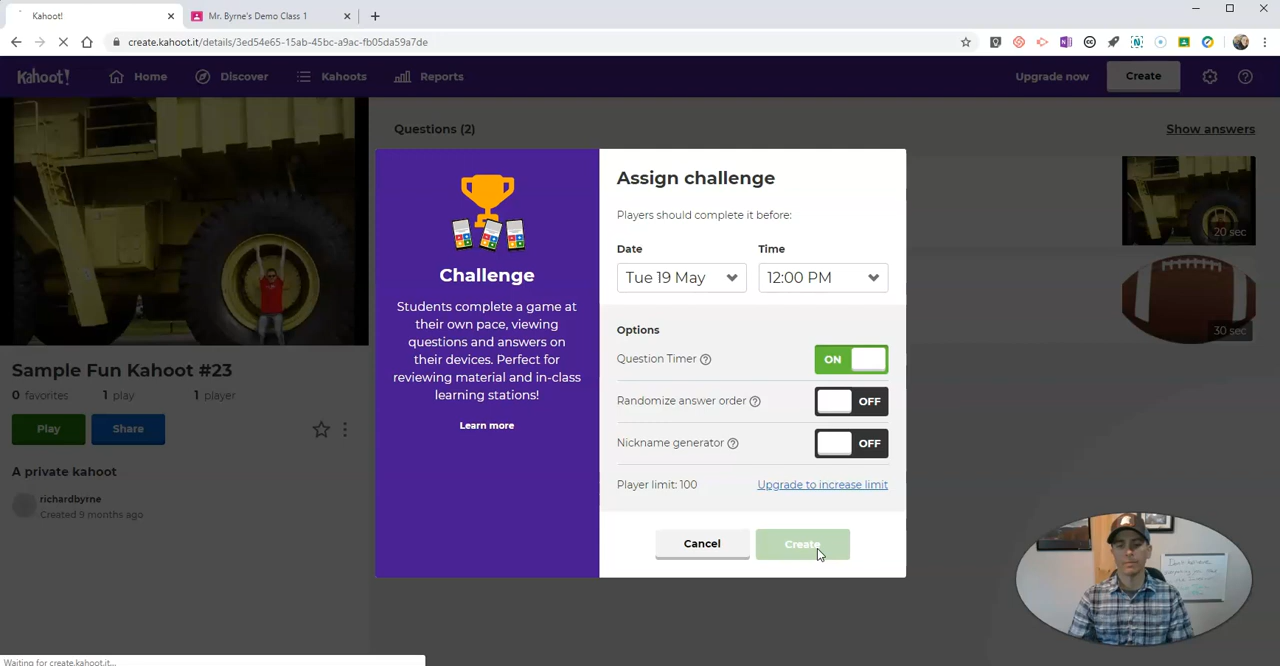 Kahoot!
Mr. Byrne's Demo Class 1
create.kahoot.it/details/3ed54e65-15ab-45bc-a9ac-fb05da59a7de
Kahoot! Home Discover Kahoots Reports Upgrade now Create
Questions (2) Show answers
20 sec
30 sec
Sample Fun Kahoot #23
0 favorites 1 play 1 player
Play Share
A private kahoot
richardbyrne
Created 9 months ago
Challenge
Students complete a game at
their own pace, viewing
questions and answers on
their devices. Perfect for
reviewing material and in-class
learning stations!
Learn more
Assign challenge
Players should complete it before:
Date Time
Tue 19 May 12:00 PM
Options
Question Timer ON
Randomize answer order OFF
Nickname generator OFF
Player limit: 100 Upgrade to increase limit
Cancel Create
Waiting for create.kahoot.it...